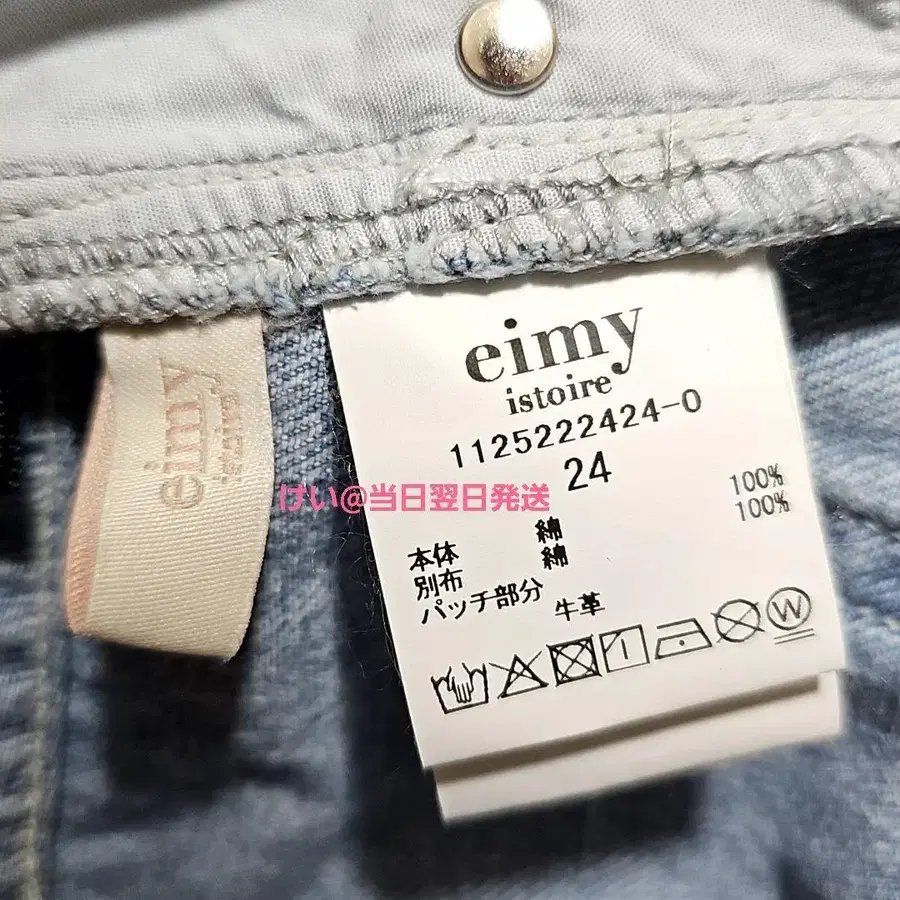 eimy
istoire
eimy
istoire
1125222424-0
24
けい@当日翌日発送
本体 綿 100%
別布 綿 100%
パッチ部分
牛革
W